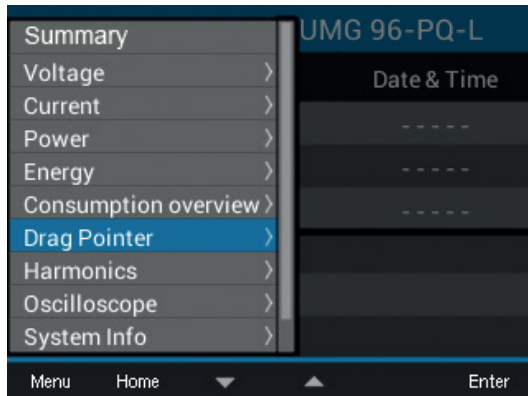 UMG 96-PQ-L
Summary
Voltage
Date & Time
Current
- - - - -
Power
Energy
- - - - -
Consumption overview
- - - - -
Drag Pointer
Harmonics
Oscilloscope
System Info
Menu Home Enter